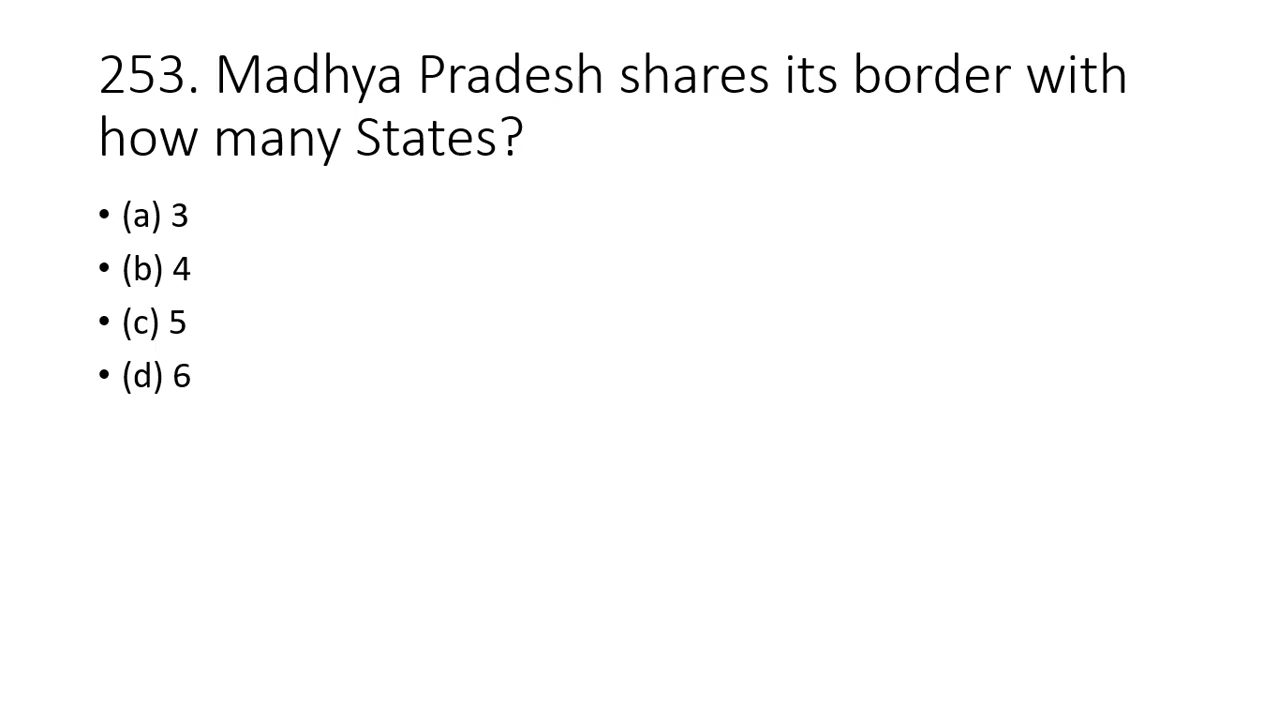 253. Madhya Pradesh shares its border with
how many States?
• (a) 3
• (b) 4
• (c) 5
• (d) 6